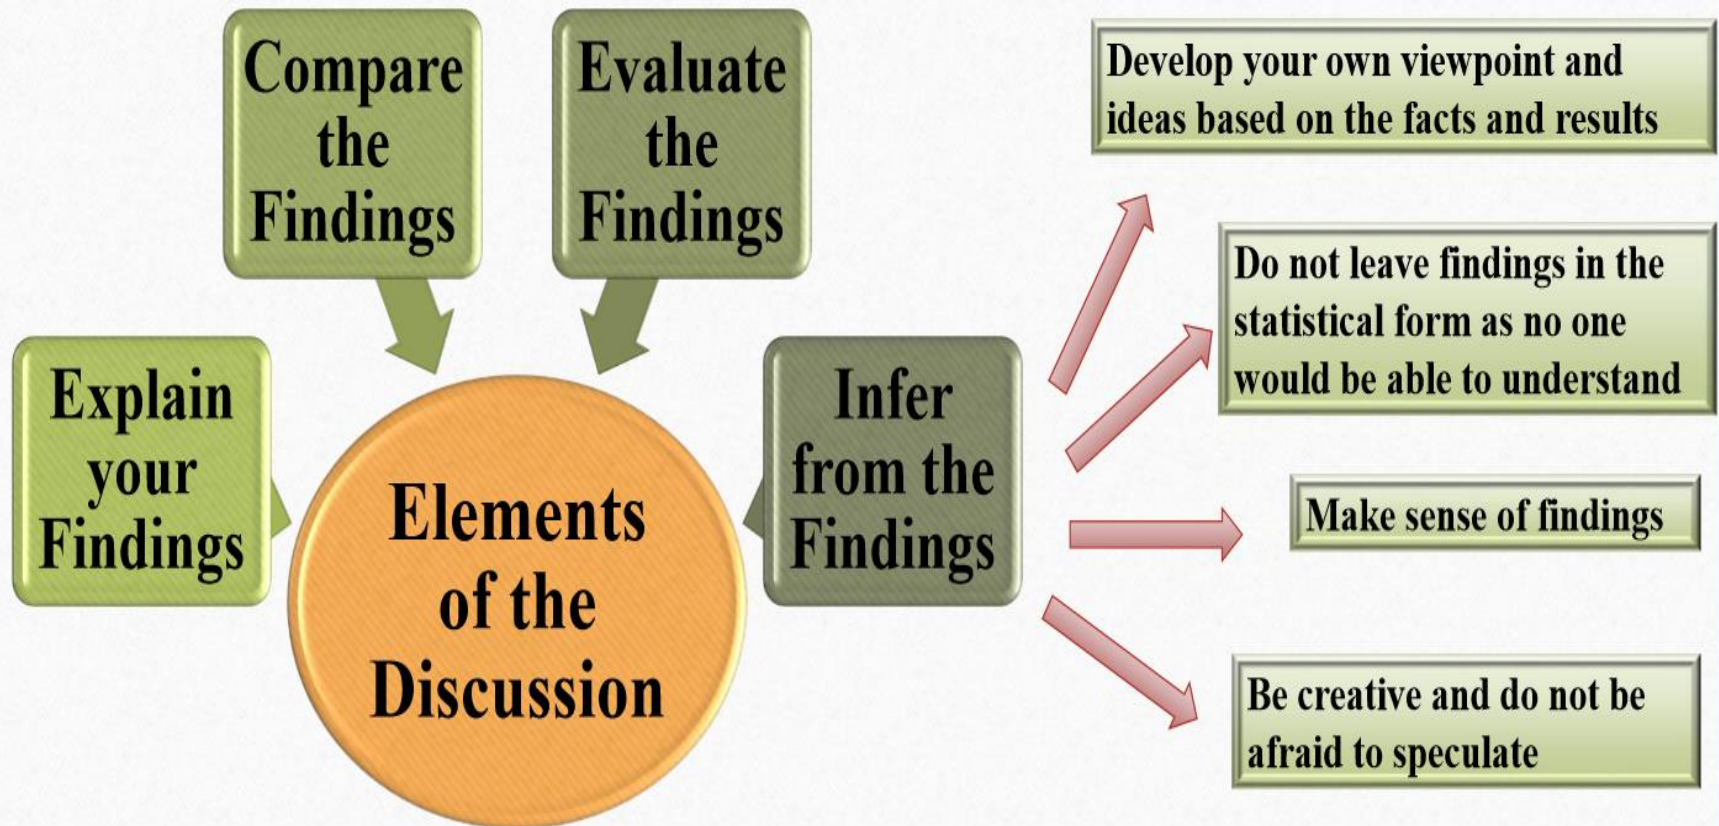 Compare
the
Findings
Evaluate
the
Findings
Explain
your
Findings
Elements
of the
Discussion
Infer
from the
Findings
Develop your own viewpoint and
ideas based on the facts and results
Do not leave findings in the
statistical form as no one
would be able to understand
Make sense of findings
Be creative and do not be
afraid to speculate